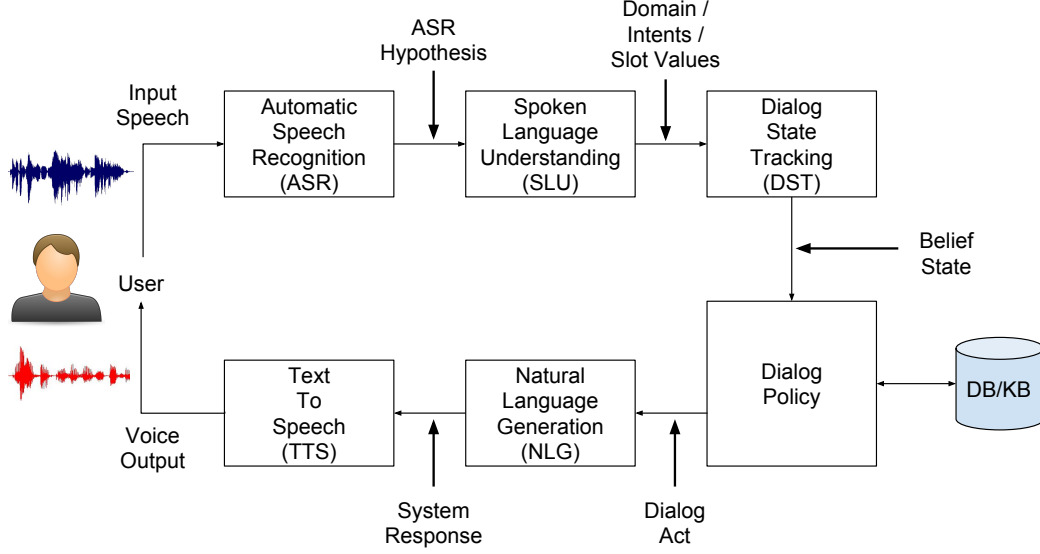 ASR
Hypothesis
Domain /
Intents /
Slot Values
Input
Speech
Automatic
Speech
Recognition
(ASR)
Spoken
Language
Understanding
(SLU)
Dialog
State
Tracking
(DST)
Belief
State
User
Dialog
Policy
DB/KB
Natural
Language
Generation
(NLG)
Text
To
Speech
(TTS)
Voice
Output
System
Response
Dialog
Act